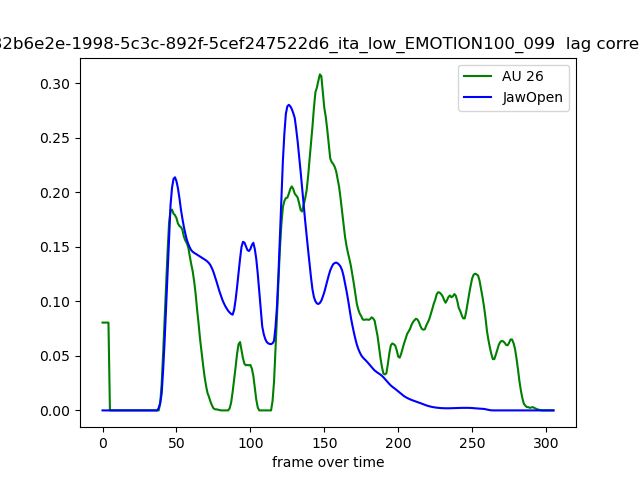 32b6e2e-1998-5c3c-892f-5cef247522d6_ita_low_EMOTION100_099 lag corre
AU 26
JawOpen
0.30
0.25
0.20
0.15
0.10
0.05
0.00
0 50 100 150 200 250 300
frame over time